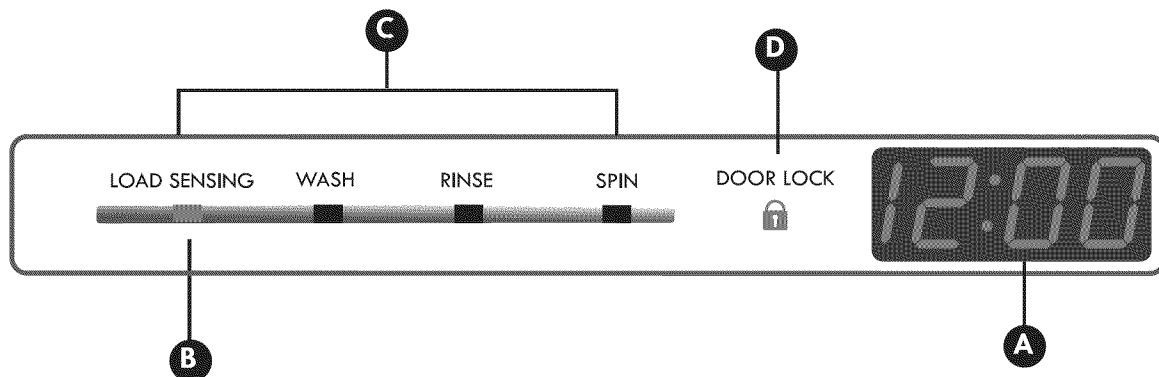 C
D
LOAD SENSING WASH RINSE SPIN DOOR LOCK
12:00
B
A